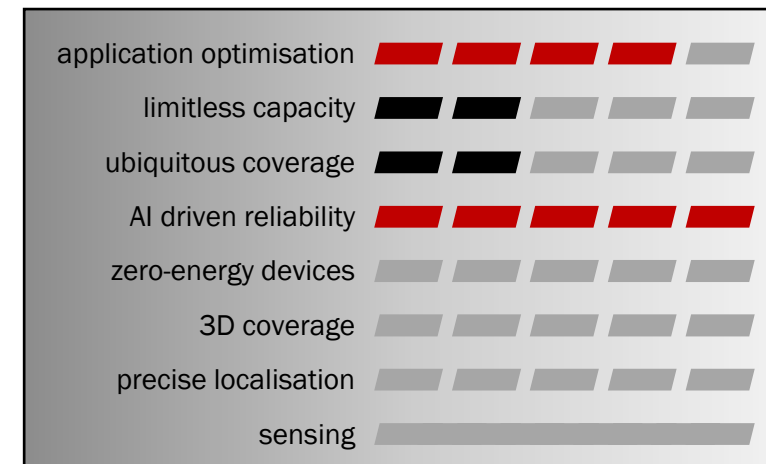 application optimisation
limitless capacity
ubiquitous coverage
AI driven reliability
zero-energy devices
3D coverage
precise localisation
sensing